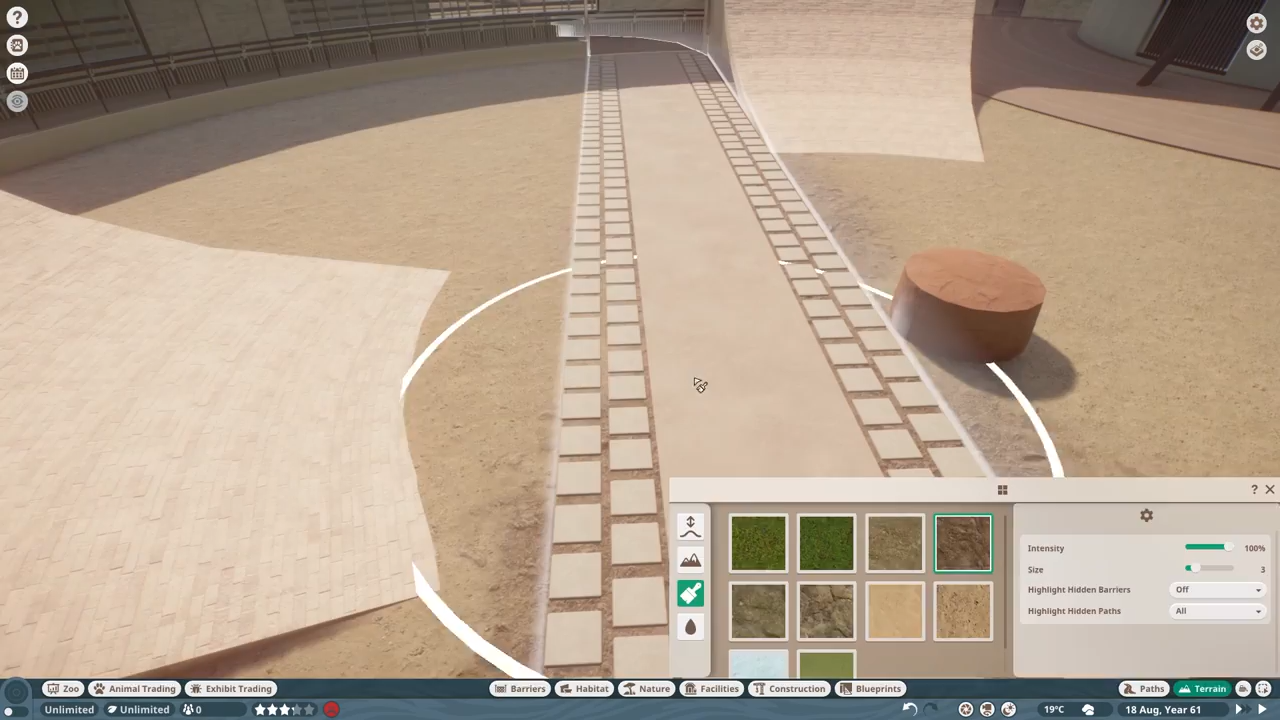 ?
?
Intensity 100%
Size 3
Highlight Hidden Barriers Off
Highlight Hidden Paths All
Zoo Animal Trading Exhibit Trading Barriers Habitat Nature Facilities Construction Blueprints Paths Terrain
Unlimited Unlimited 0 19°C 18 Aug, Year 61